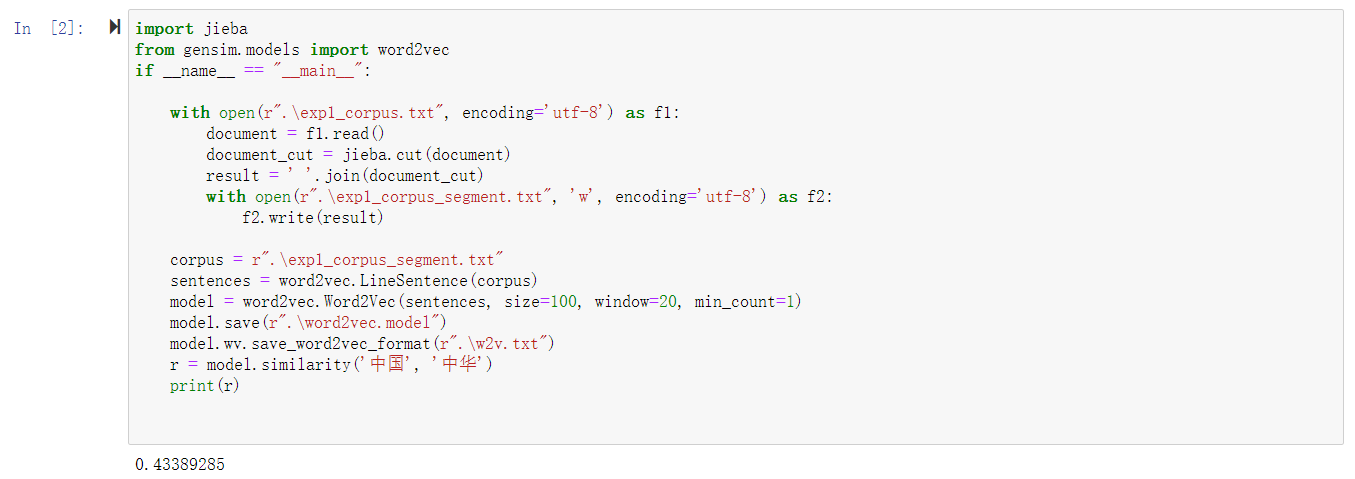 In [2]:
import jieba
from gensim.models import word2vec
if __name__ == "__main__":
with open(r".\exp1_corpus.txt", encoding='utf-8') as f1:
document = f1.read()
document_cut = jieba.cut(document)
result = ' '.join(document_cut)
with open(r".\exp1_corpus_segment.txt", 'w', encoding='utf-8') as f2:
f2.write(result)
corpus = r".\exp1_corpus_segment.txt"
sentences = word2vec.LineSentence(corpus)
model = word2vec.Word2Vec(sentences, size=100, window=20, min_count=1)
model.save(r".\word2vec.model")
model.wv.save_word2vec_format(r".\w2v.txt")
r = model.similarity('中国', '中华')
print(r)
0.43389285